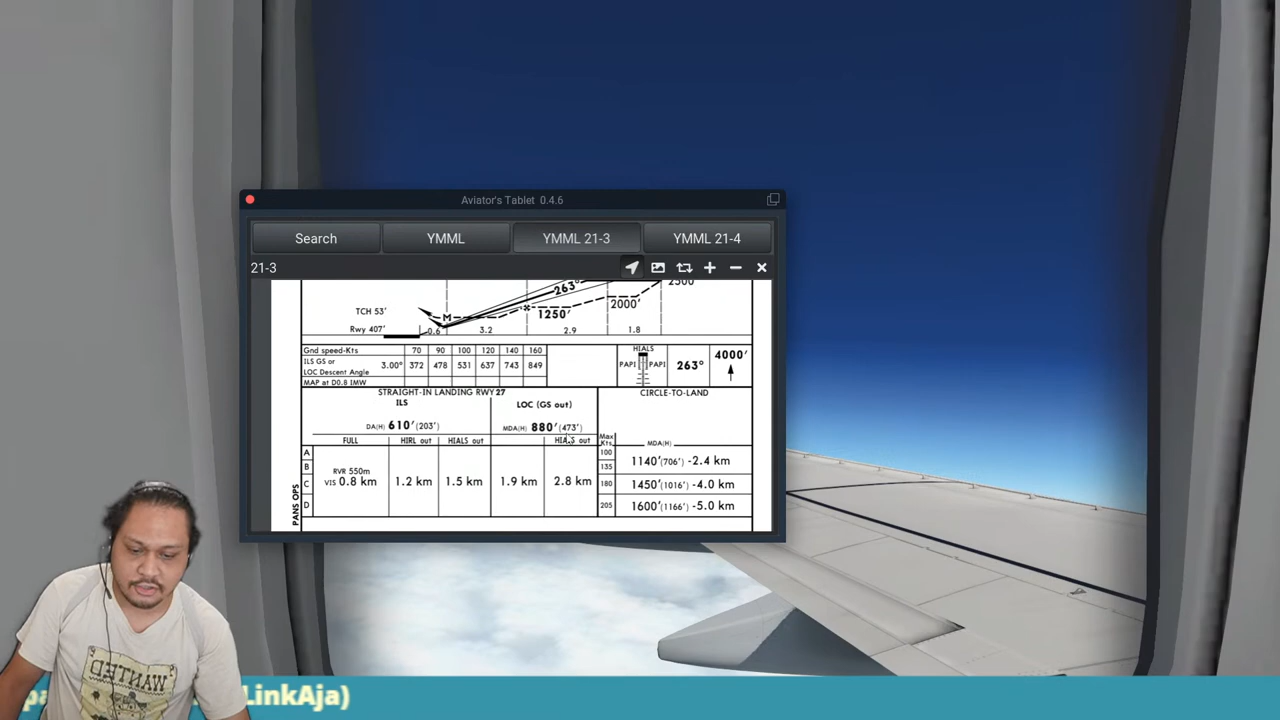 Aviator's Tablet 0.4.6
Search YMML YMML 21-3 YMML 21-4
21-3
263° 2500
TCH 53' M 1250' 2000'
Rwy 407' 0.6 3.2 2.9 1.8
Gnd speed-Kts 70 90 100 120 140 160
ILS GS or
LOC Descent Angle 3.00° 372 478 531 637 743 849
MAP at D0.8 IMW
HIALS
PAPI PAPI 263° 4000'
STRAIGHT-IN LANDING RWY 27 CIRCLE-TO-LAND
ILS LOC (GS out)
DA(H) 610'(203') MDA(H) 880'(473')
FULL HIRL out HIALS out HIALS out Max Kts MDA(H)
A 100
B 135 1140'(706') -2.4 km
RVR 550m
VIS 0.8 km 1.2 km 1.5 km 1.9 km 2.8 km
C 180 1450'(1016') -4.0 km
D 205 1600'(1166') -5.0 km
PANS OPS
WANTED
LinkAja)